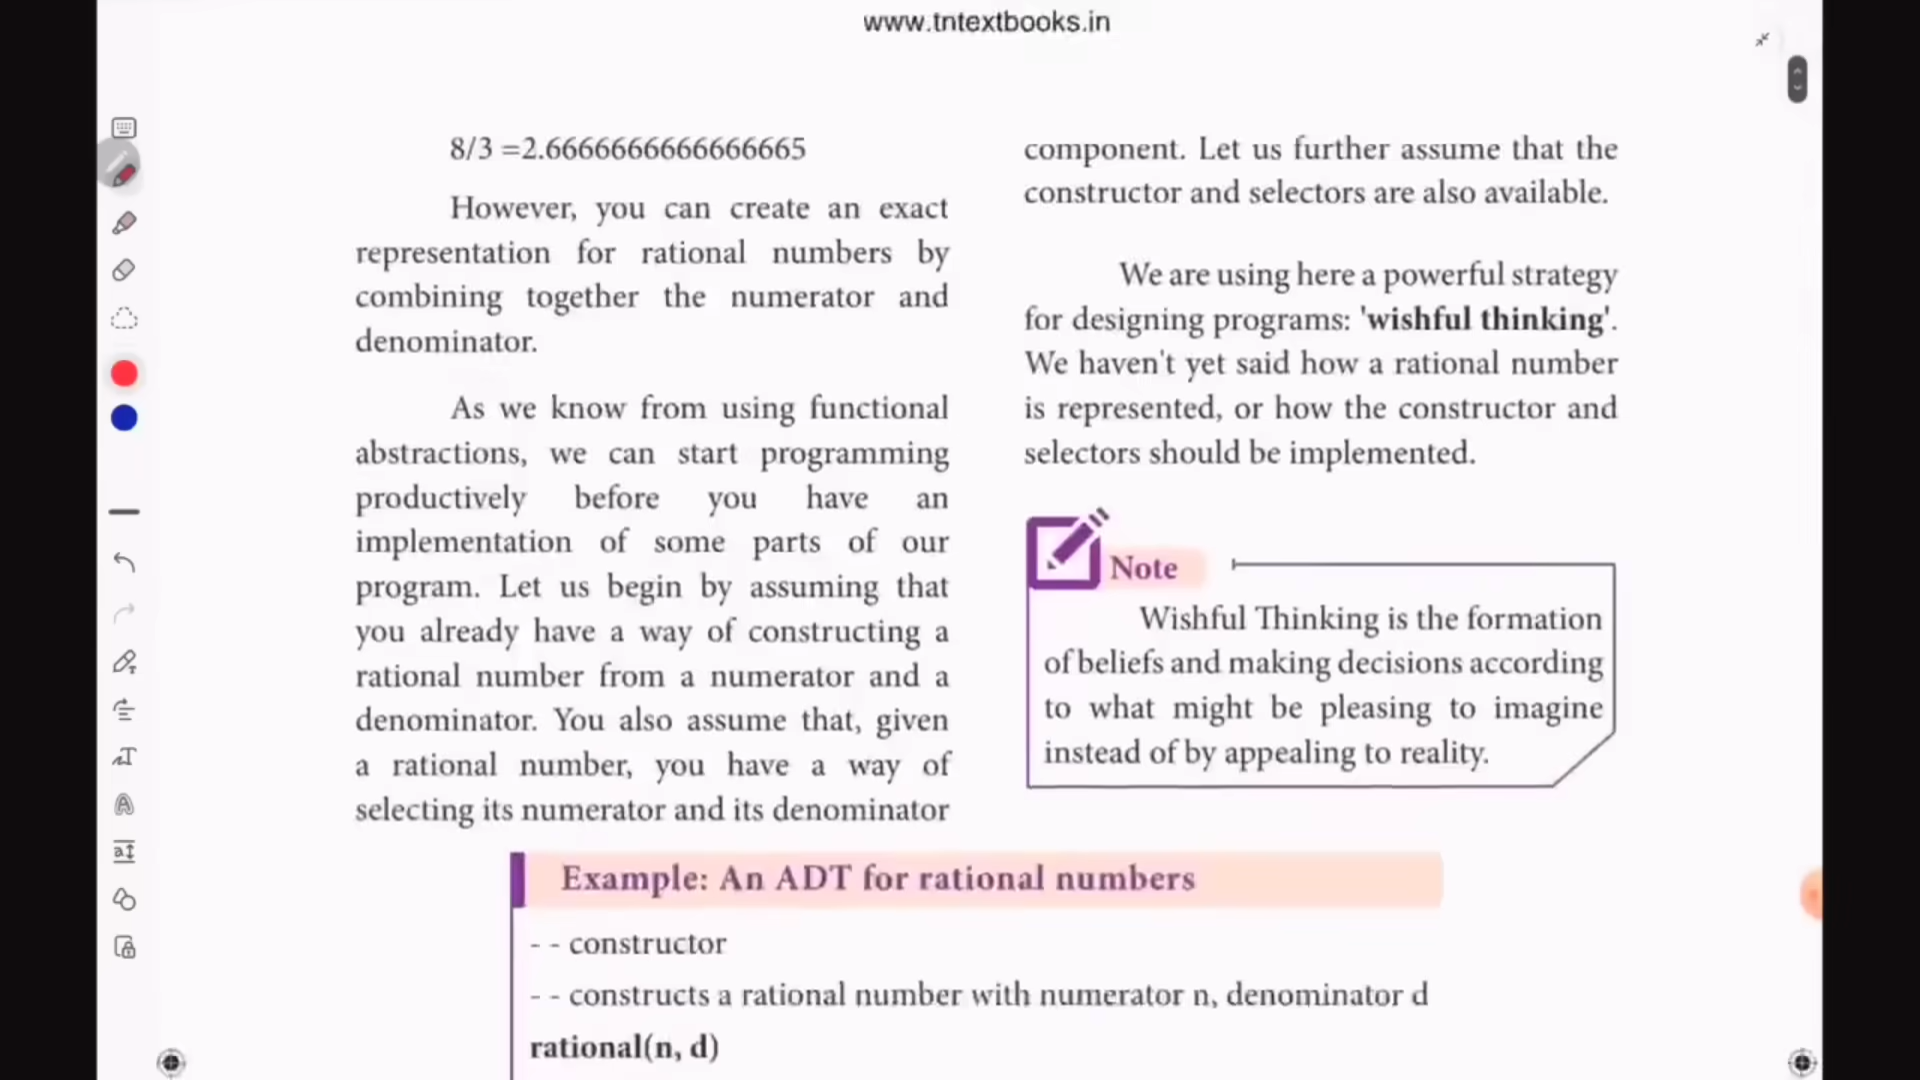 www.tntextbooks.in
8/3 =2.6666666666666665
However, you can create an exact
representation for rational numbers by
combining together the numerator and
denominator.
As we know from using functional
abstractions, we can start programming
productively before you have an
implementation of some parts of our
program. Let us begin by assuming that
you already have a way of constructing a
rational number from a numerator and a
denominator. You also assume that, given
a rational number, you have a way of
selecting its numerator and its denominator
component. Let us further assume that the
constructor and selectors are also available.
We are using here a powerful strategy
for designing programs: 'wishful thinking'.
We haven't yet said how a rational number
is represented, or how the constructor and
selectors should be implemented.
Note
Wishful Thinking is the formation
of beliefs and making decisions according
to what might be pleasing to imagine
instead of by appealing to reality.
Example: An ADT for rational numbers
- - constructor
- - constructs a rational number with numerator n, denominator d
rational(n, d)